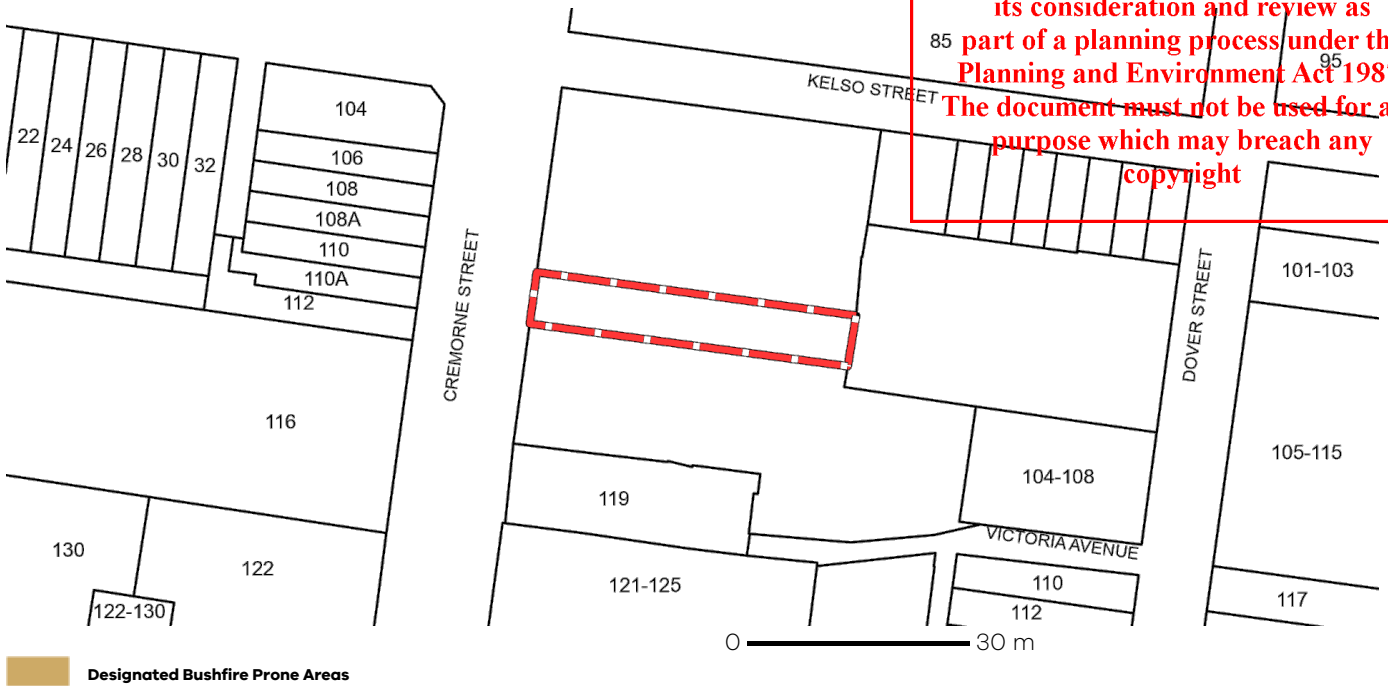 its consideration and review as
85 part of a planning process under th
95
Planning and Environment Act 198
KELSO STREET
The document must not be used for a
purpose which may breach any
copyright
104
22 24 26 28 30 32
106
108
108A
110
110A
112
101-103
CREMORNE STREET
DOVER STREET
116
105-115
104-108
119
VICTORIA AVENUE
130
122
121-125
110
117
122-130
112
0 30 m
Designated Bushfire Prone Areas